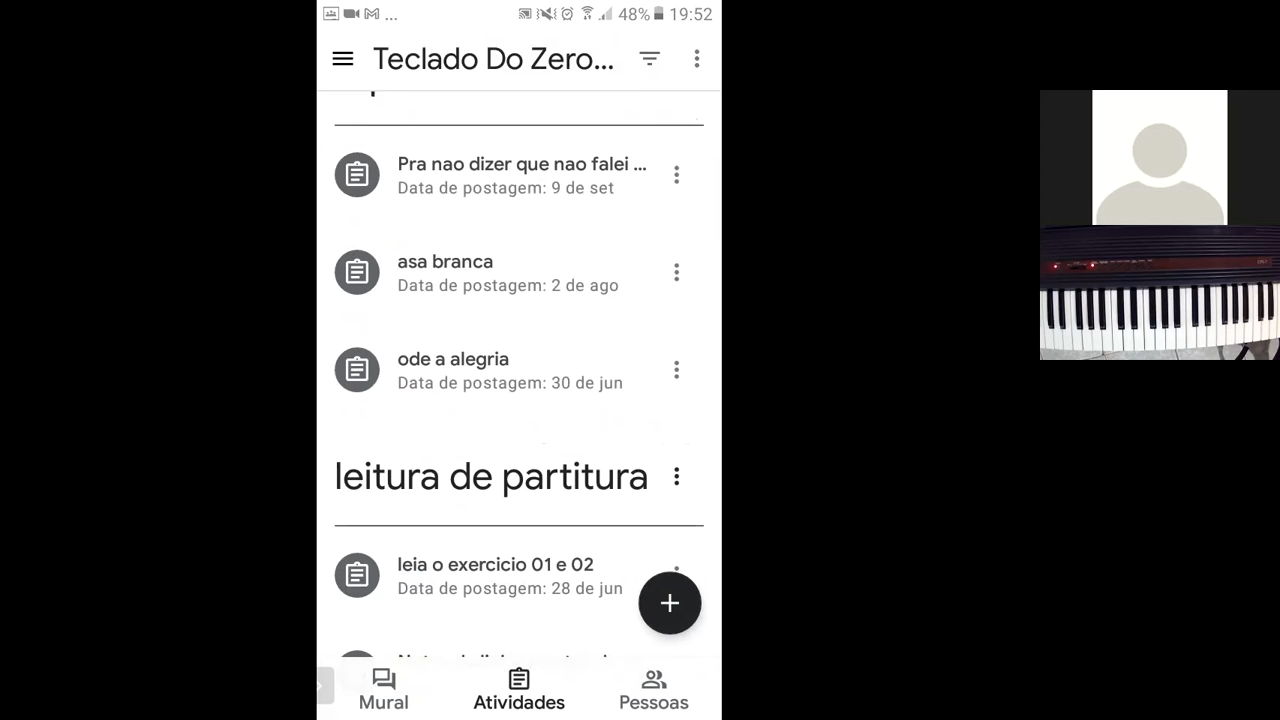 ... 48% 19:52
Teclado Do Zero...
Pra nao dizer que nao falei ...
Data de postagem: 9 de set
asa branca
Data de postagem: 2 de ago
ode a alegria
Data de postagem: 30 de jun
leitura de partitura
leia o exercicio 01 e 02
Data de postagem: 28 de jun
Mural
Atividades
Pessoas